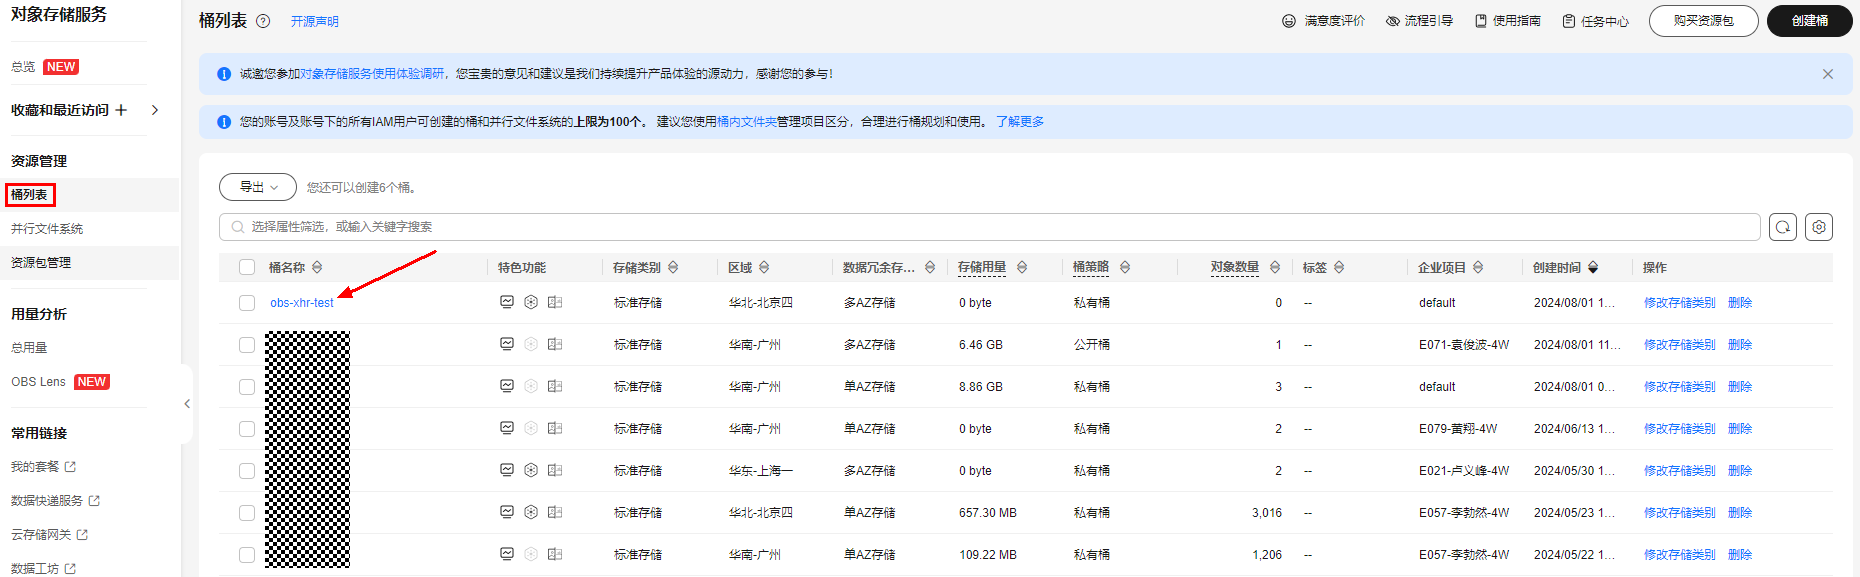 对象存储服务
总览 NEW
收藏和最近访问
资源管理
桶列表
并行文件系统
资源包管理
用量分析
总用量
OBS Lens NEW
常用链接
我的套餐
数据快递服务
云存储网关
数据工坊
桶列表 开源声明
满意度评价 流程引导 使用指南 任务中心 购买资源包 创建桶
诚邀您参加对象存储服务使用体验调研，您宝贵的意见和建议是我们持续提升产品体验的源动力，感谢您的参与！
您的账号及账号下的所有IAM用户可创建的桶和并行文件系统的上限为100个。 建议您使用桶内文件夹管理项目区分，合理进行桶规划和使用。 了解更多
导出 您还可以创建6个桶。
选择属性筛选，或输入关键字搜索
桶名称 特色功能 存储类别 区域 数据冗余存... 存储用量 桶策略 对象数量 标签 企业项目 创建时间 操作
obs-xhr-test 标准存储 华北-北京四 多AZ存储 0 byte 私有桶 0 -- default 2024/08/01 1... 修改存储类别 删除
标准存储 华南-广州 多AZ存储 6.46 GB 公开桶 1 -- E071-袁俊波-4W 2024/08/01 11... 修改存储类别 删除
标准存储 华南-广州 单AZ存储 8.86 GB 私有桶 3 -- default 2024/08/01 0... 修改存储类别 删除
标准存储 华南-广州 单AZ存储 0 byte 私有桶 2 -- E079-黄翔-4W 2024/06/13 1... 修改存储类别 删除
标准存储 华东-上海一 多AZ存储 0 byte 私有桶 2 -- E021-卢义峰-4W 2024/05/30 1... 修改存储类别 删除
标准存储 华北-北京四 单AZ存储 657.30 MB 私有桶 3,016 -- E057-李勃然-4W 2024/05/23 1... 修改存储类别 删除
标准存储 华南-广州 单AZ存储 109.22 MB 私有桶 1,206 -- E057-李勃然-4W 2024/05/22 1... 修改存储类别 删除